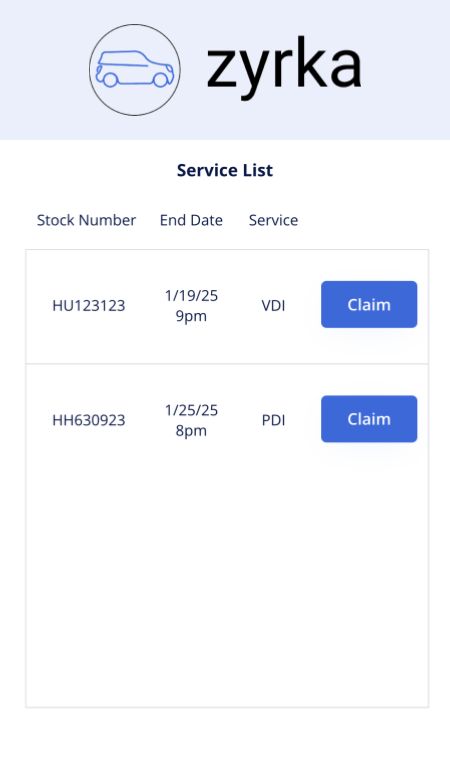 zyrka
Service List
Stock Number End Date Service
HU123123 1/19/25 9pm VDI Claim
HH630923 1/25/25 8pm PDI Claim